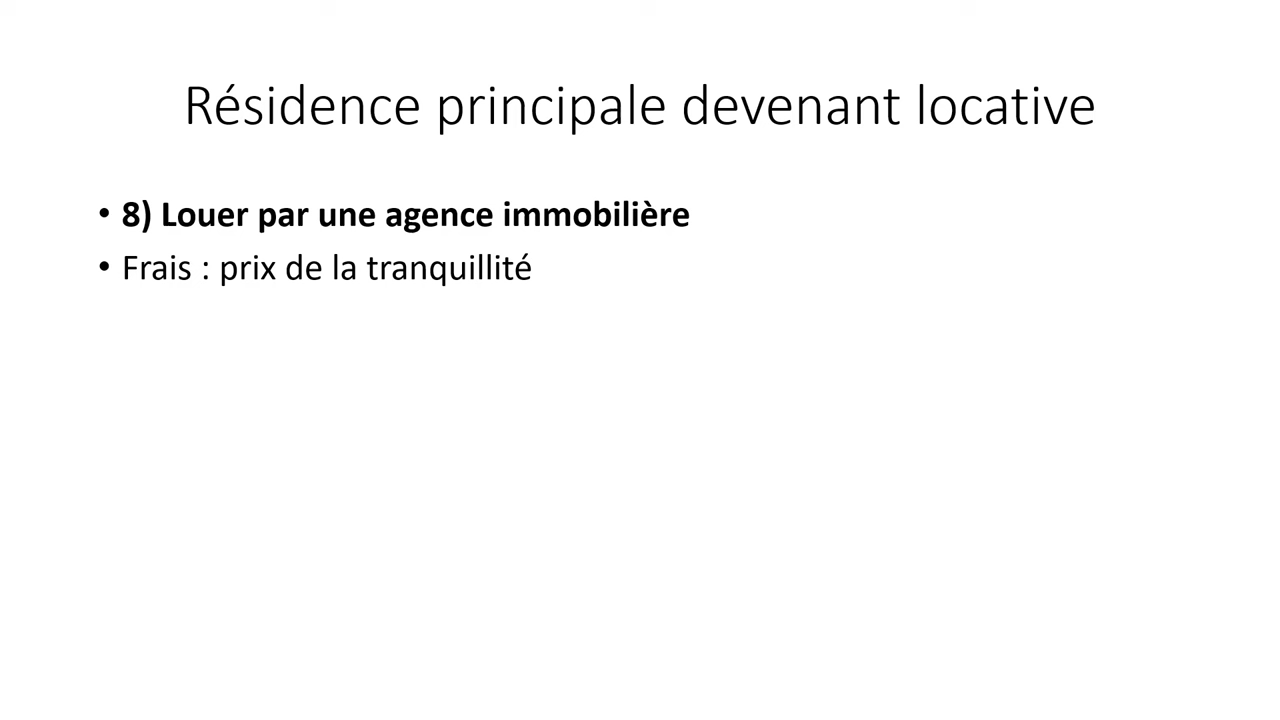 Résidence principale devenant locative
• 8) Louer par une agence immobilière
• Frais : prix de la tranquillité